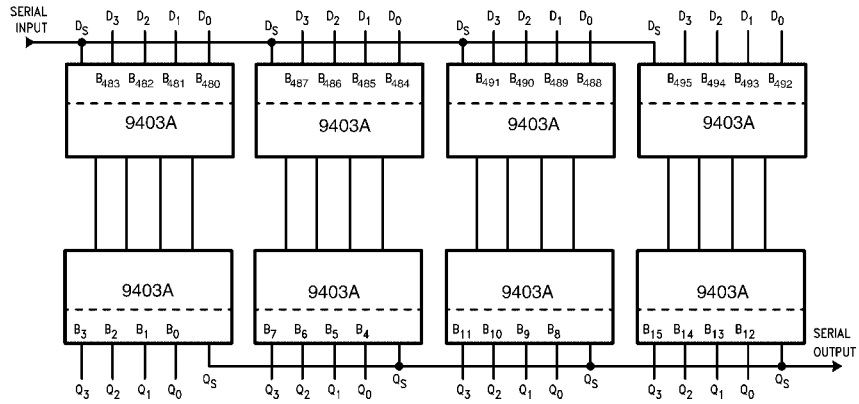 SERIAL
INPUT
D3 D2 D1 D0 D3 D2 D1 D0 D3 D2 D1 D0 D3 D2 D1 D0
DS DS DS DS
B483 B482 B481 B480 B487 B486 B485 B484 B491 B490 B489 B488 B495 B494 B493 B492
9403A 9403A 9403A 9403A
9403A 9403A 9403A 9403A
B3 B2 B1 B0 B7 B6 B5 B4 B11 B10 B9 B8 B15 B14 B13 B12
SERIAL
OUTPUT
Q3 Q2 Q1 Q0 QS Q3 Q2 Q1 Q0 QS Q3 Q2 Q1 Q0 QS Q3 Q2 Q1 Q0 QS